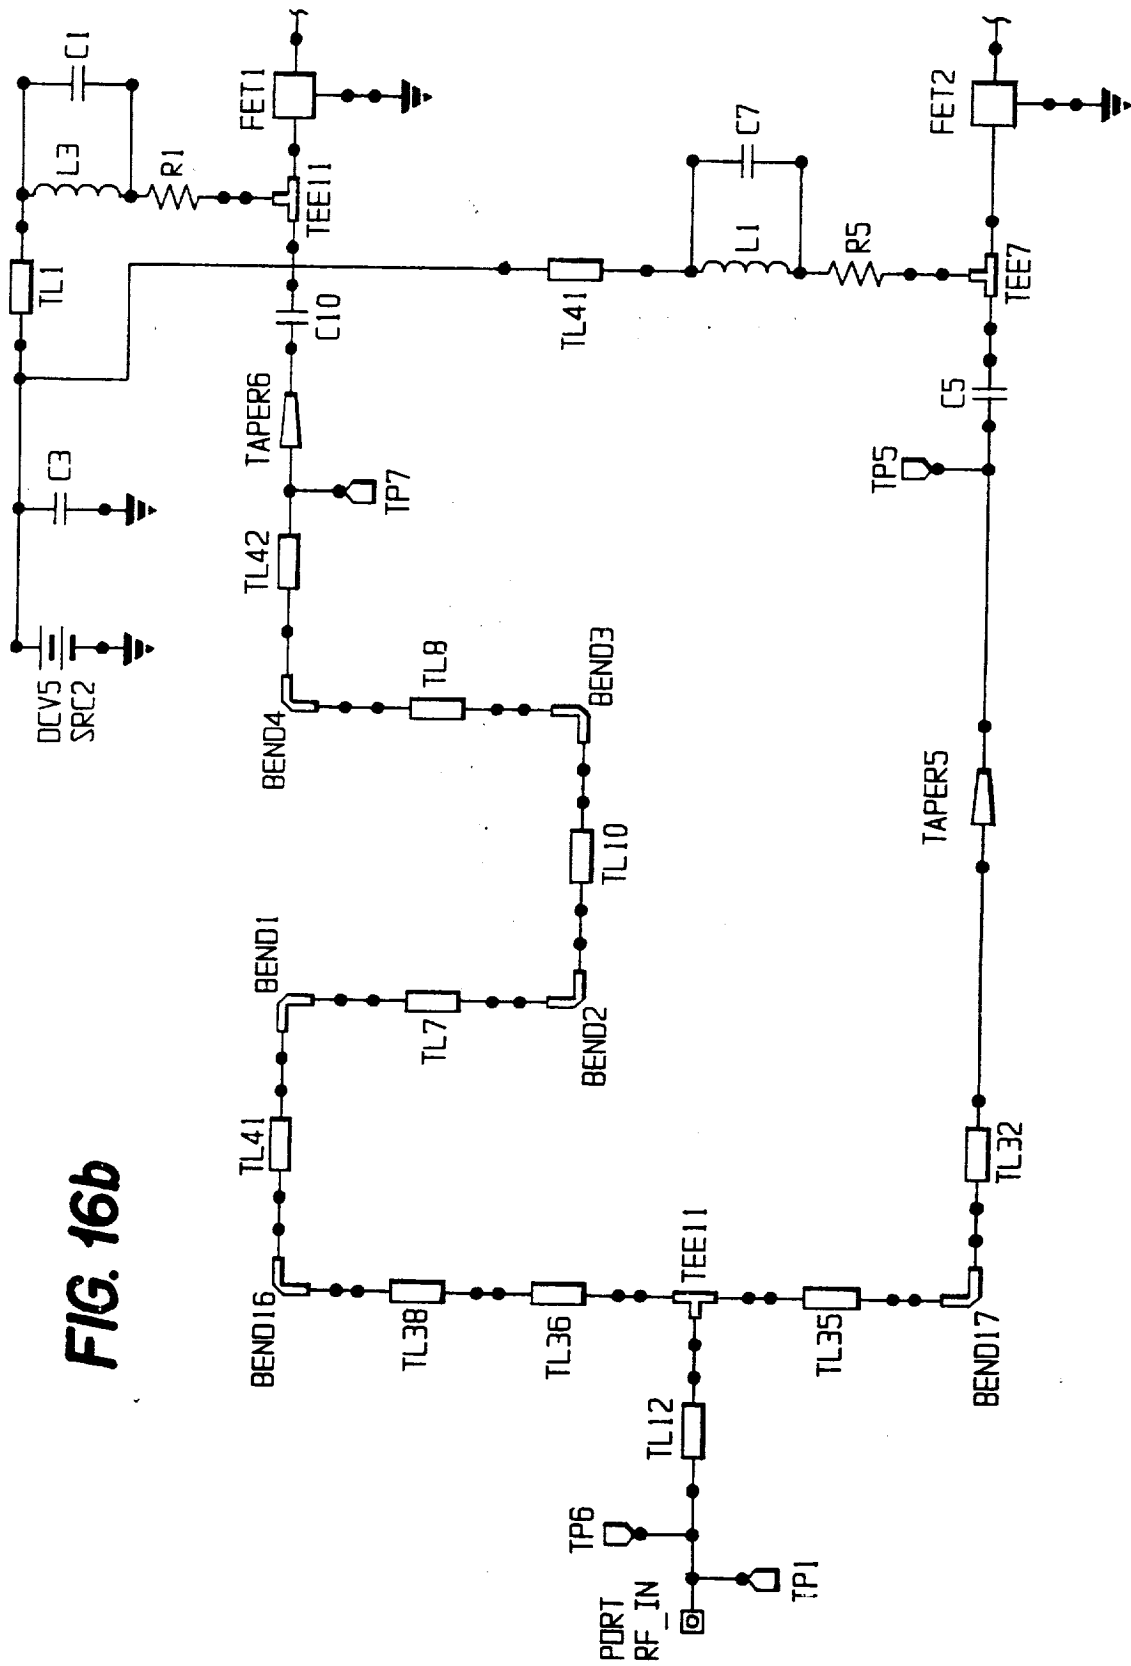 FIG. 16b
DCV5
SRC2
C3
TL1
L3
C1
R1
FET1
TEE11
C10
TAPER6
TP7
TL42
BEND4
TL8
BEND3
TL10
BEND2
TL7
BEND1
TL41
BEND16
TL38
TL36
TEE11
TL12
TP6
PORT
RF_IN
TP1
TL35
BEND17
TL32
TAPER5
TP5
C5
TEE7
R5
L1
C7
TL41
FET2